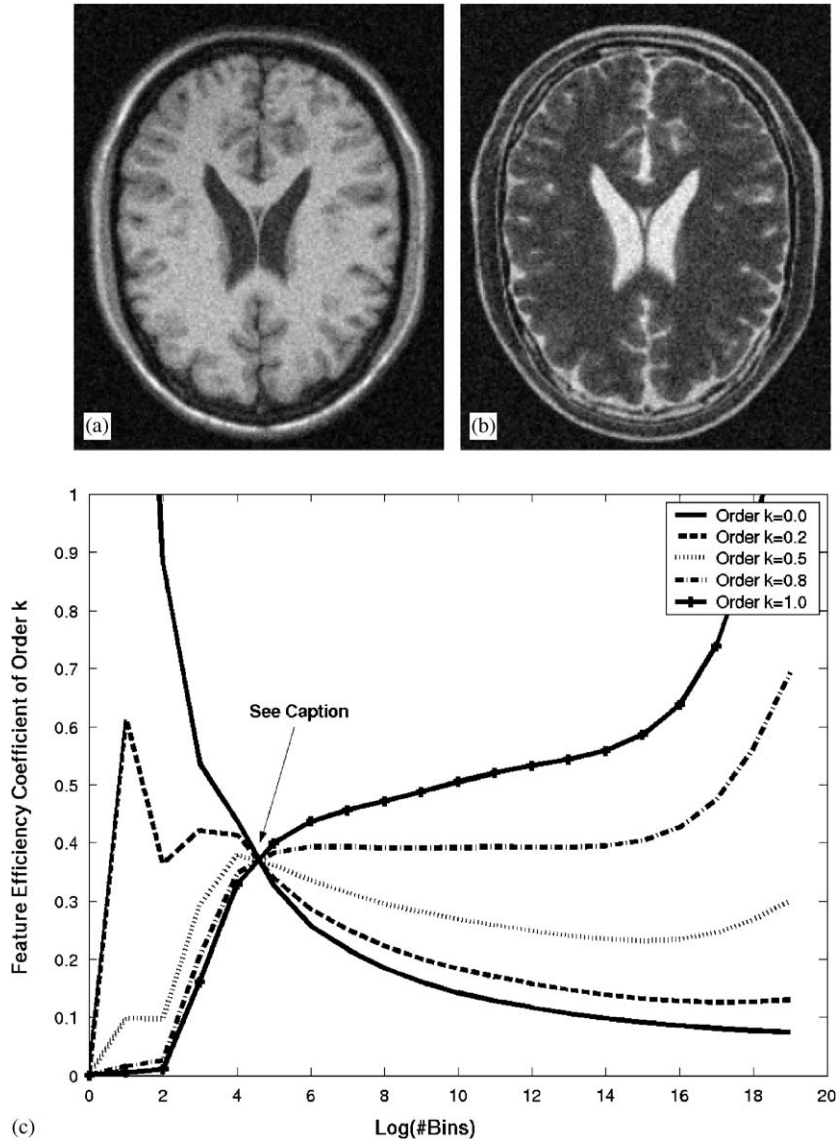 (a)
(b)
1
0.9
0.8
0.7
0.6
0.5
0.4
0.3
0.2
0.1
0
Feature Efficiency Coefficient of Order k
Order k=0.0
Order k=0.2
Order k=0.5
Order k=0.8
Order k=1.0
See Caption
0 2 4 6 8 10 12 14 16 18 20
(c)
Log(#Bins)